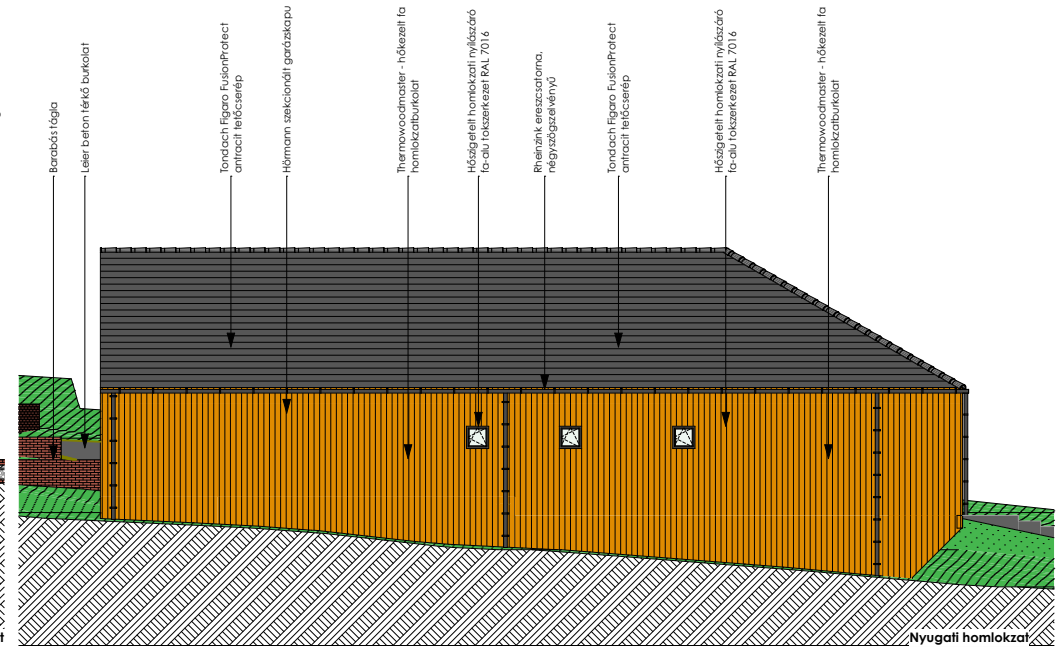 Barabás tégla
Leier beton térkő burkolat
Tondach Figaro FusionProtect
antracit tetőcserép
Hörmann szekcionált garázskapu
Thermowoodmaster - hőkezelt fa
homlokzatburkolat
Hőszigetelt homlokzati nyílászáró
fa-alu tokszerkezet RAL 7016
Rheinzink ereszcsatorna,
négyszögszelvényű
Tondach Figaro FusionProtect
antracit tetőcserép
Hőszigetelt homlokzati nyílászáró
fa-alu tokszerkezet RAL 7016
Thermowoodmaster - hőkezelt fa
homlokzatburkolat
t
Nyugati homlokzat